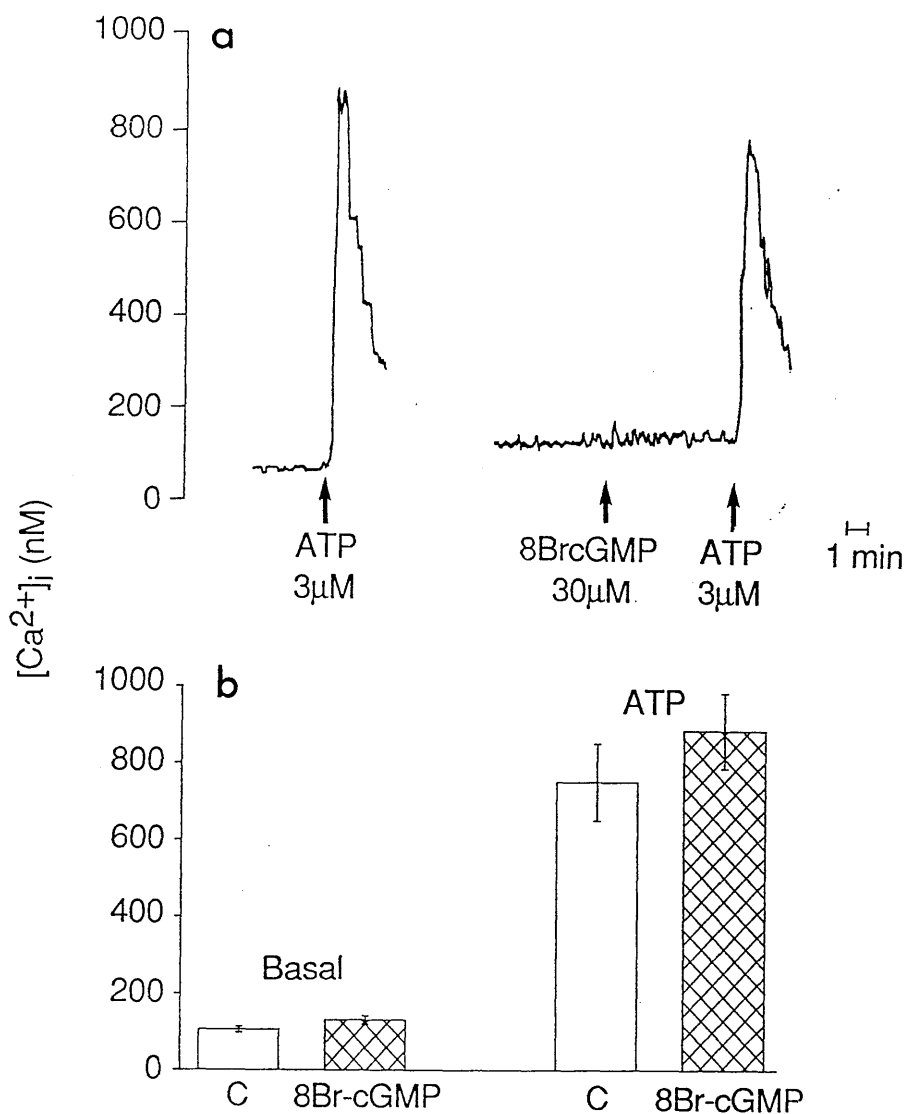 a
1000
800
600
400
200
0
ATP
3μM
8BrcGMP
30μM
ATP
3μM
1 min
[Ca2+]i (nM)
b
1000
800
600
400
200
0
Basal
ATP
C
8Br-cGMP
C
8Br-cGMP